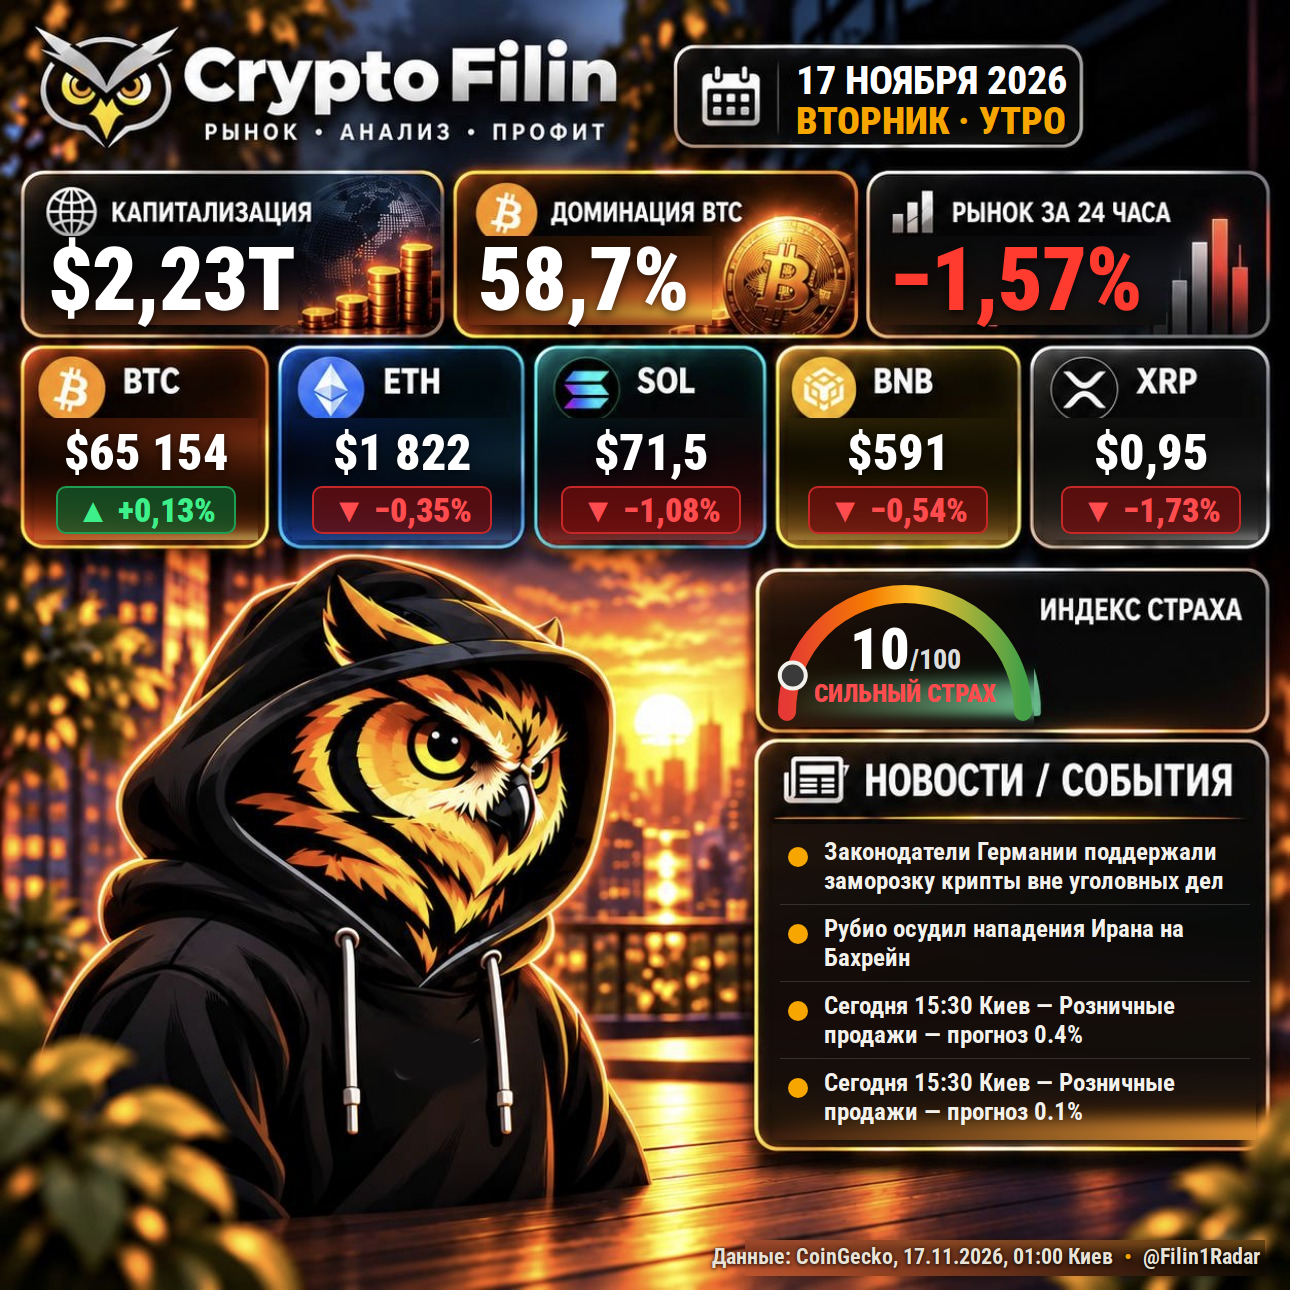 Crypto Filin
РЫНОК • АНАЛИЗ • ПРОФИТ
17 НОЯБРЯ 2026
ВТОРНИК · УТРО
КАПИТАЛИЗАЦИЯ
$2,23T
ДОМИНАЦИЯ BTC
58,7%
РЫНОК ЗА 24 ЧАСА
−1,57%
BTC
$65 154
▲ +0,13%
ETH
$1 822
▼ −0,35%
SOL
$71,5
▼ −1,08%
BNB
$591
▼ −0,54%
XRP
$0,95
▼ −1,73%
ИНДЕКС СТРАХА
10/100
СИЛЬНЫЙ СТРАХ
НОВОСТИ / СОБЫТИЯ
Законодатели Германии поддержали
заморозку крипты вне уголовных дел
Рубио осудил нападения Ирана на
Бахрейн
Сегодня 15:30 Киев — Розничные
продажи — прогноз 0.4%
Сегодня 15:30 Киев — Розничные
продажи — прогноз 0.1%
Данные: CoinGecko, 17.11.2026, 01:00 Киев • @Filin1Radar